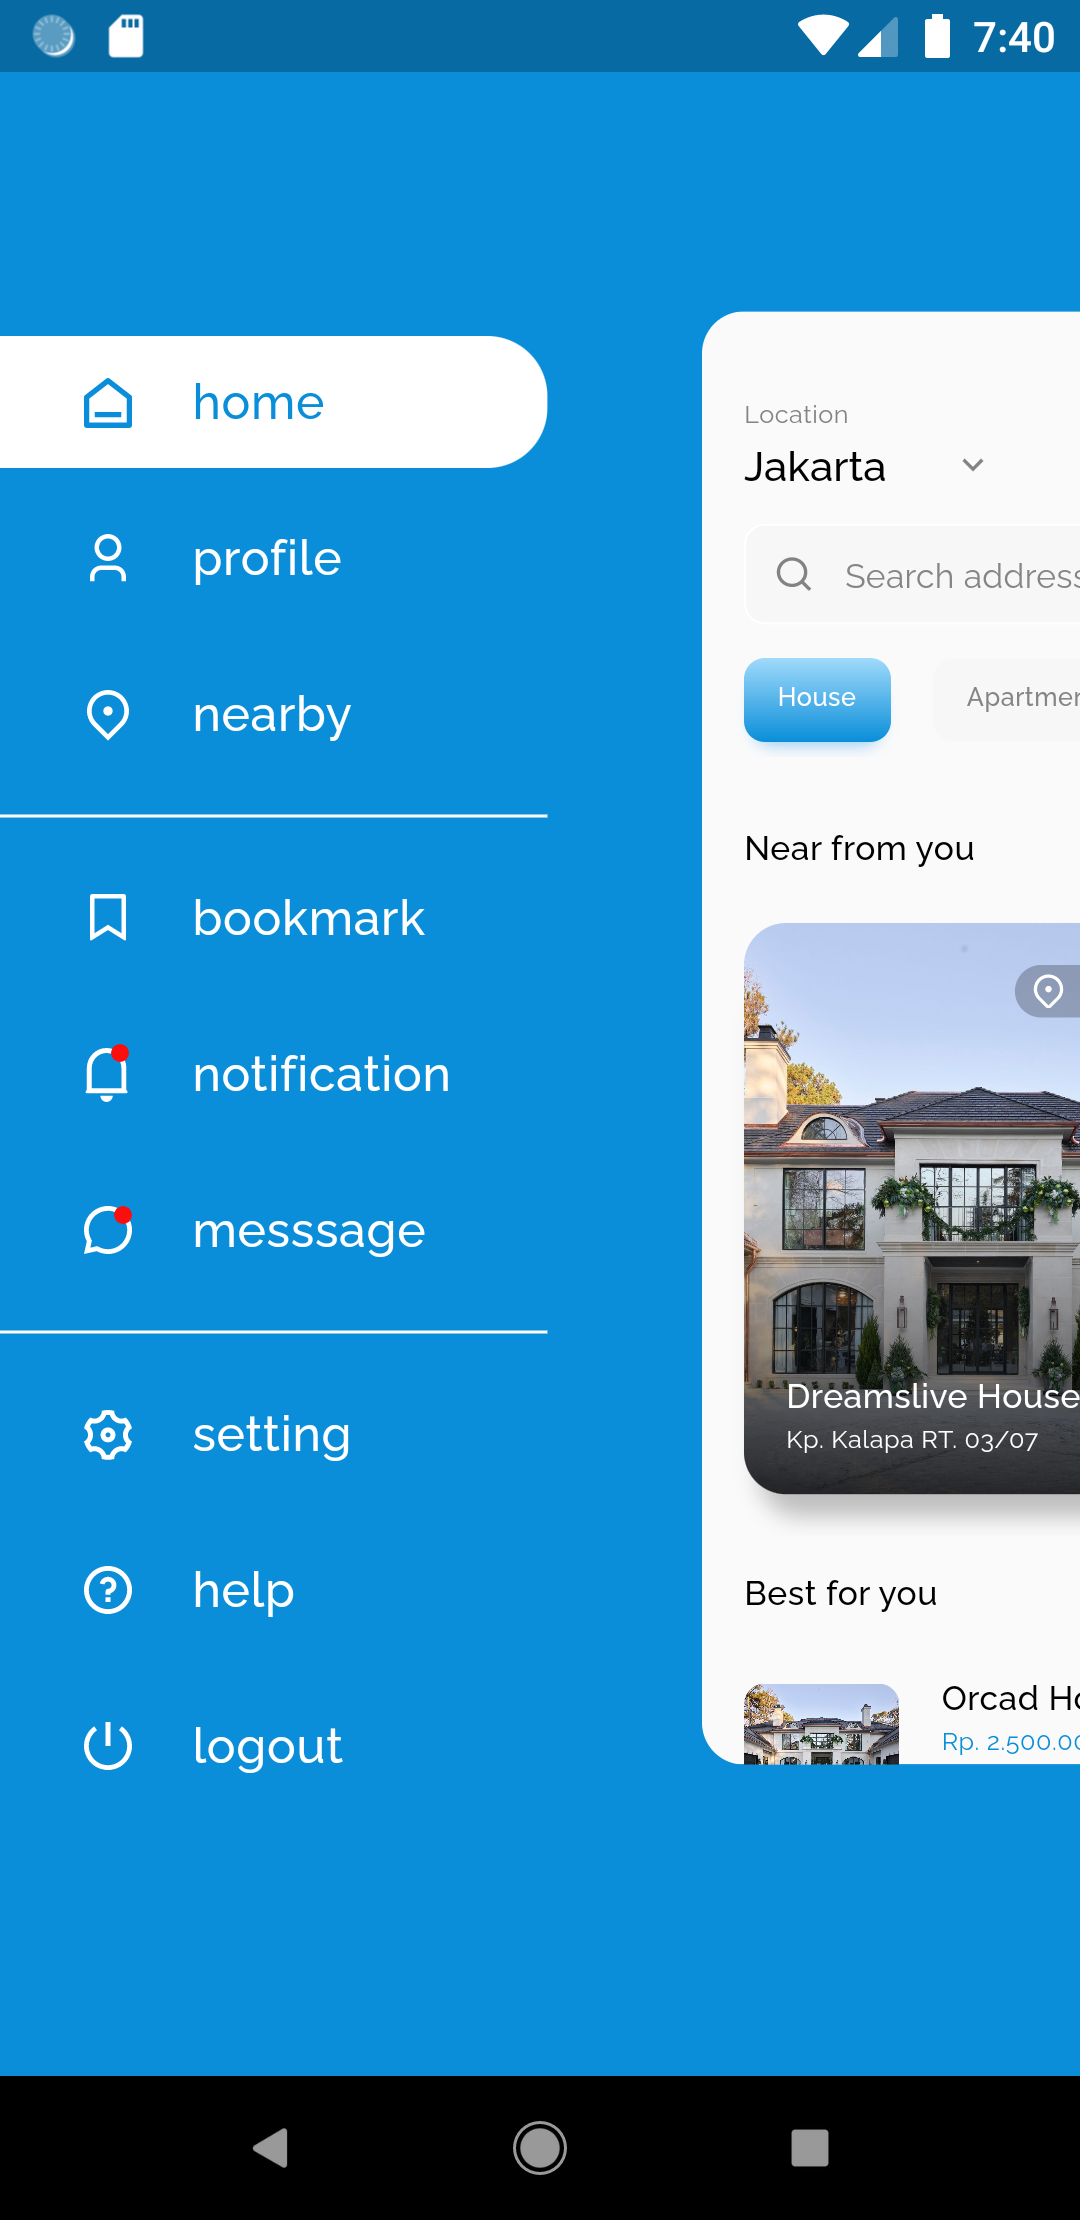 7:40
home
profile
nearby
bookmark
notification
messsage
setting
help
logout
Location
Jakarta
Search address
House
Apartmen
Near from you
Dreamslive House
Kp. Kalapa RT. 03/07
Best for you
Orcad Ho
Rp. 2.500.00